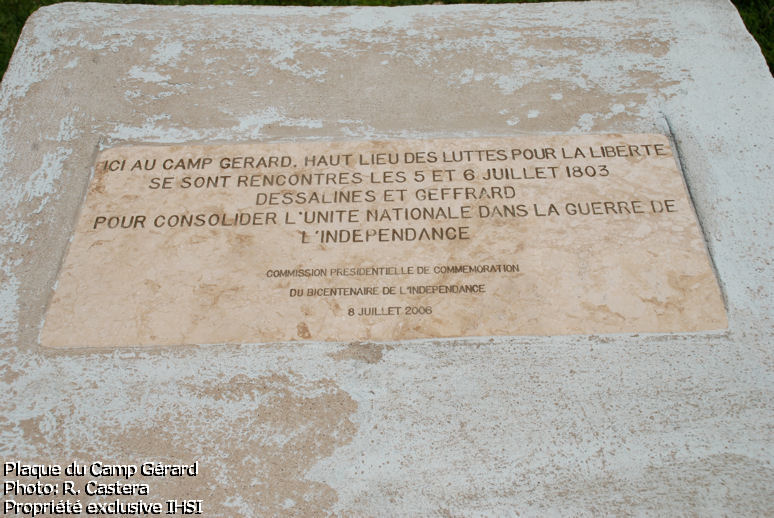 ICI AU CAMP GERARD, HAUT LIEU DES LUTTES POUR LA LIBERTE
SE SONT RENCONTRES LES 5 ET 6 JUILLET 1803
DESSALINES ET GEFFRARD
POUR CONSOLIDER L'UNITE NATIONALE DANS LA GUERRE DE
L'INDEPENDANCE
COMMISSION PRESIDENTIELLE DE COMMEMORATION
DU BICENTENAIRE DE L'INDEPENDANCE
8 JUILLET 2006
Plaque du Camp Gérard
Photo: R. Castera
Propriété exclusive IHSI